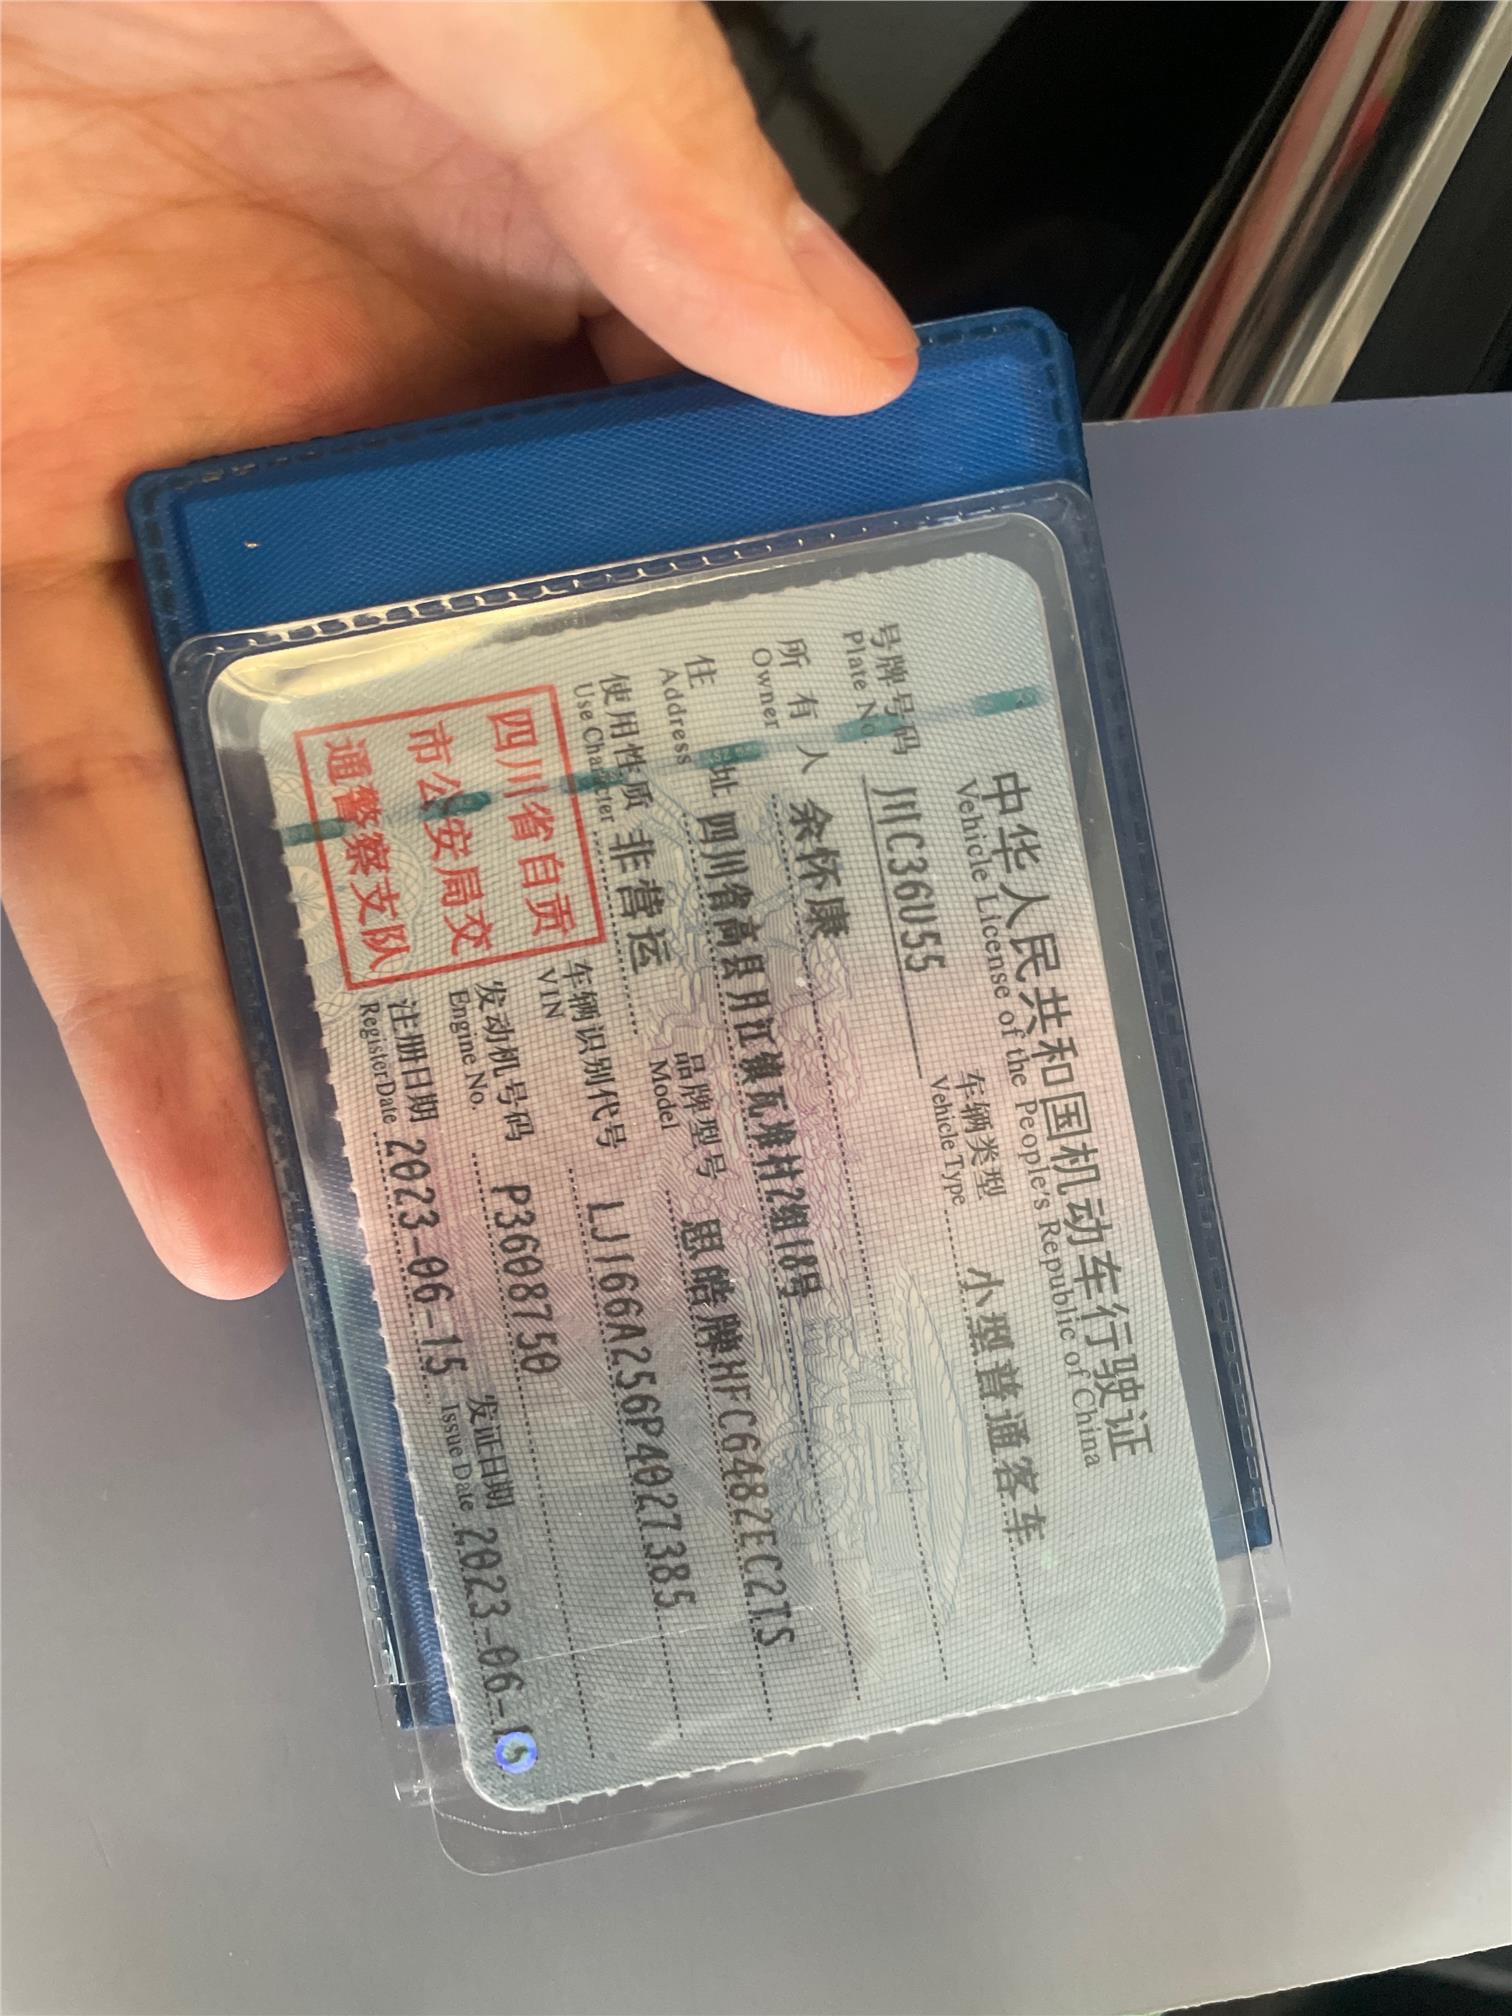 中华人民共和国机动车行驶证
Vehicle License of the People's Republic of China
号牌号码 川C36U55 车辆类型 小型普通客车
Plate No. Vehicle Type
所有人 余怀康
Owner
住址 四川省高县月江镇瓦堆村2组18号
Address
使用性质 非营运 品牌型号 思皓牌HFC6482EC2TS
Use Character Model
四川省自贡
市公安局交
通警察支队
车辆识别代号 LJ166A256P4027385
VIN
发动机号码 P3608750
Engine No.
注册日期 2023-06-15 发证日期 2023-06-15
Register Date Issue Date